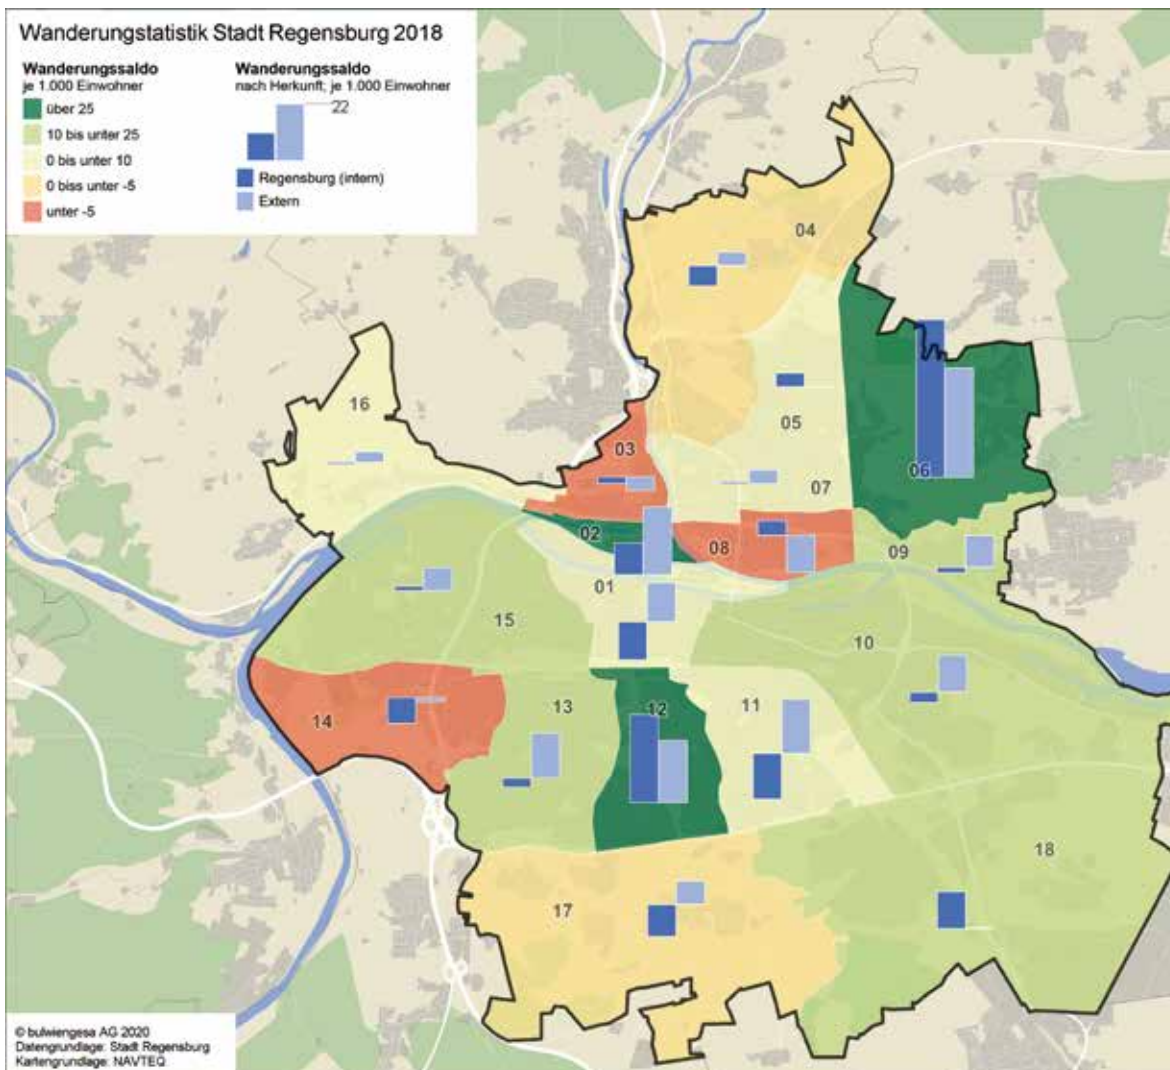 Wanderungstatistik Stadt Regensburg 2018
Wanderungssaldo
je 1.000 Einwohner
über 25
10 bis unter 25
0 bis unter 10
0 biss unter -5
unter -5
Wanderungssaldo
nach Herkunft; je 1.000 Einwohner
22
Regensburg (intern)
Extern
04
16
03
05
06
07
02
08
09
01
15
10
14
13
12
11
18
17
© bulwiengesa AG 2020
Datengrundlage: Stadt Regensburg
Kartengrundlage: NAVTEQ